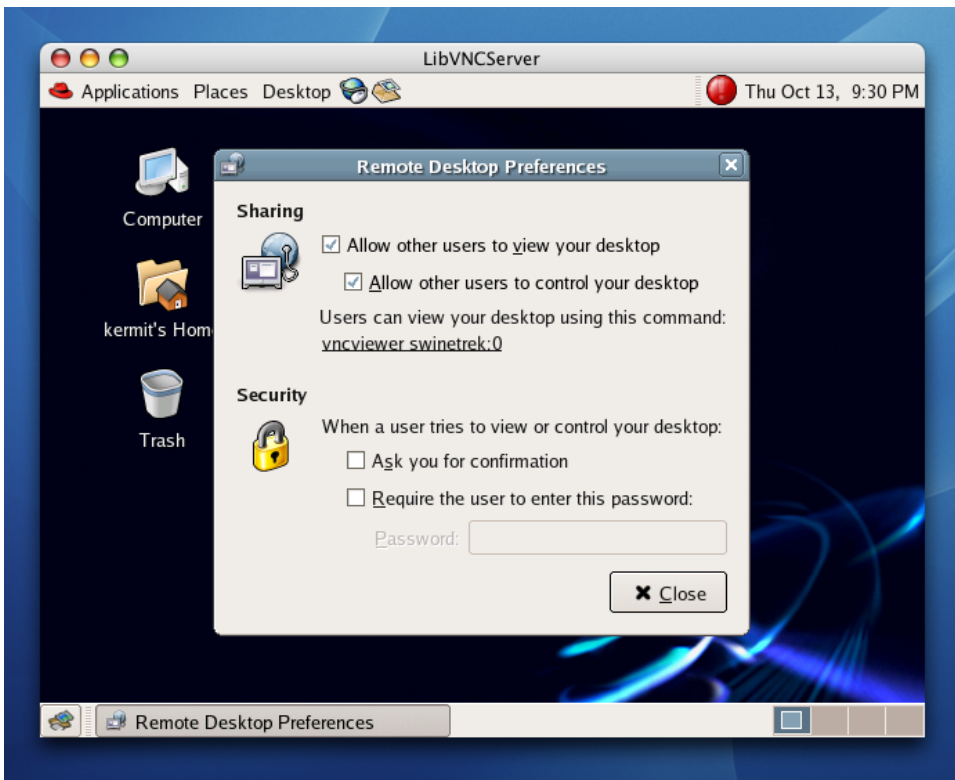 LibVNCServer
Applications Places Desktop Thu Oct 13, 9:30 PM
Remote Desktop Preferences
Computer
kermit's Hom
Trash
Sharing
Allow other users to view your desktop
Allow other users to control your desktop
Users can view your desktop using this command:
vncviewer swinetrek:0
Security
When a user tries to view or control your desktop:
Ask you for confirmation
Require the user to enter this password:
Password:
Close
Remote Desktop Preferences